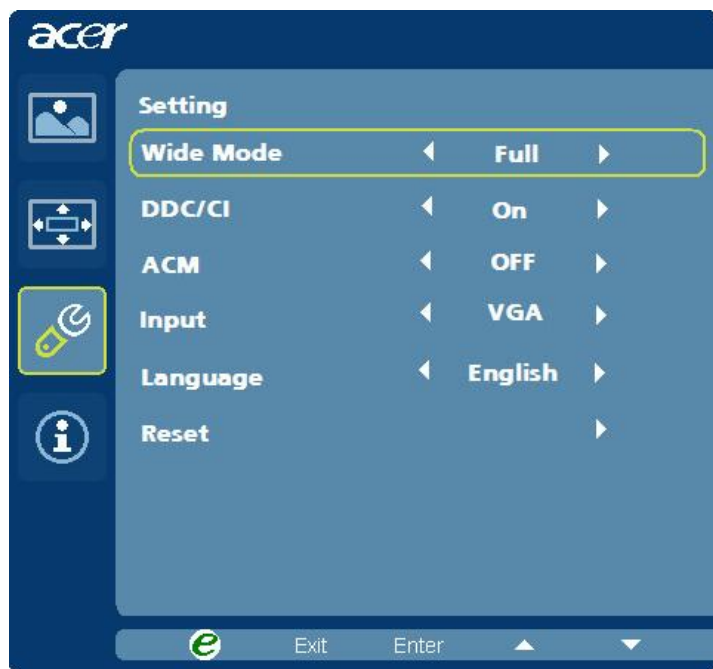 acer
Setting
Wide Mode Full
DDC/CI On
ACM OFF
Input VGA
Language English
Reset
e Exit Enter